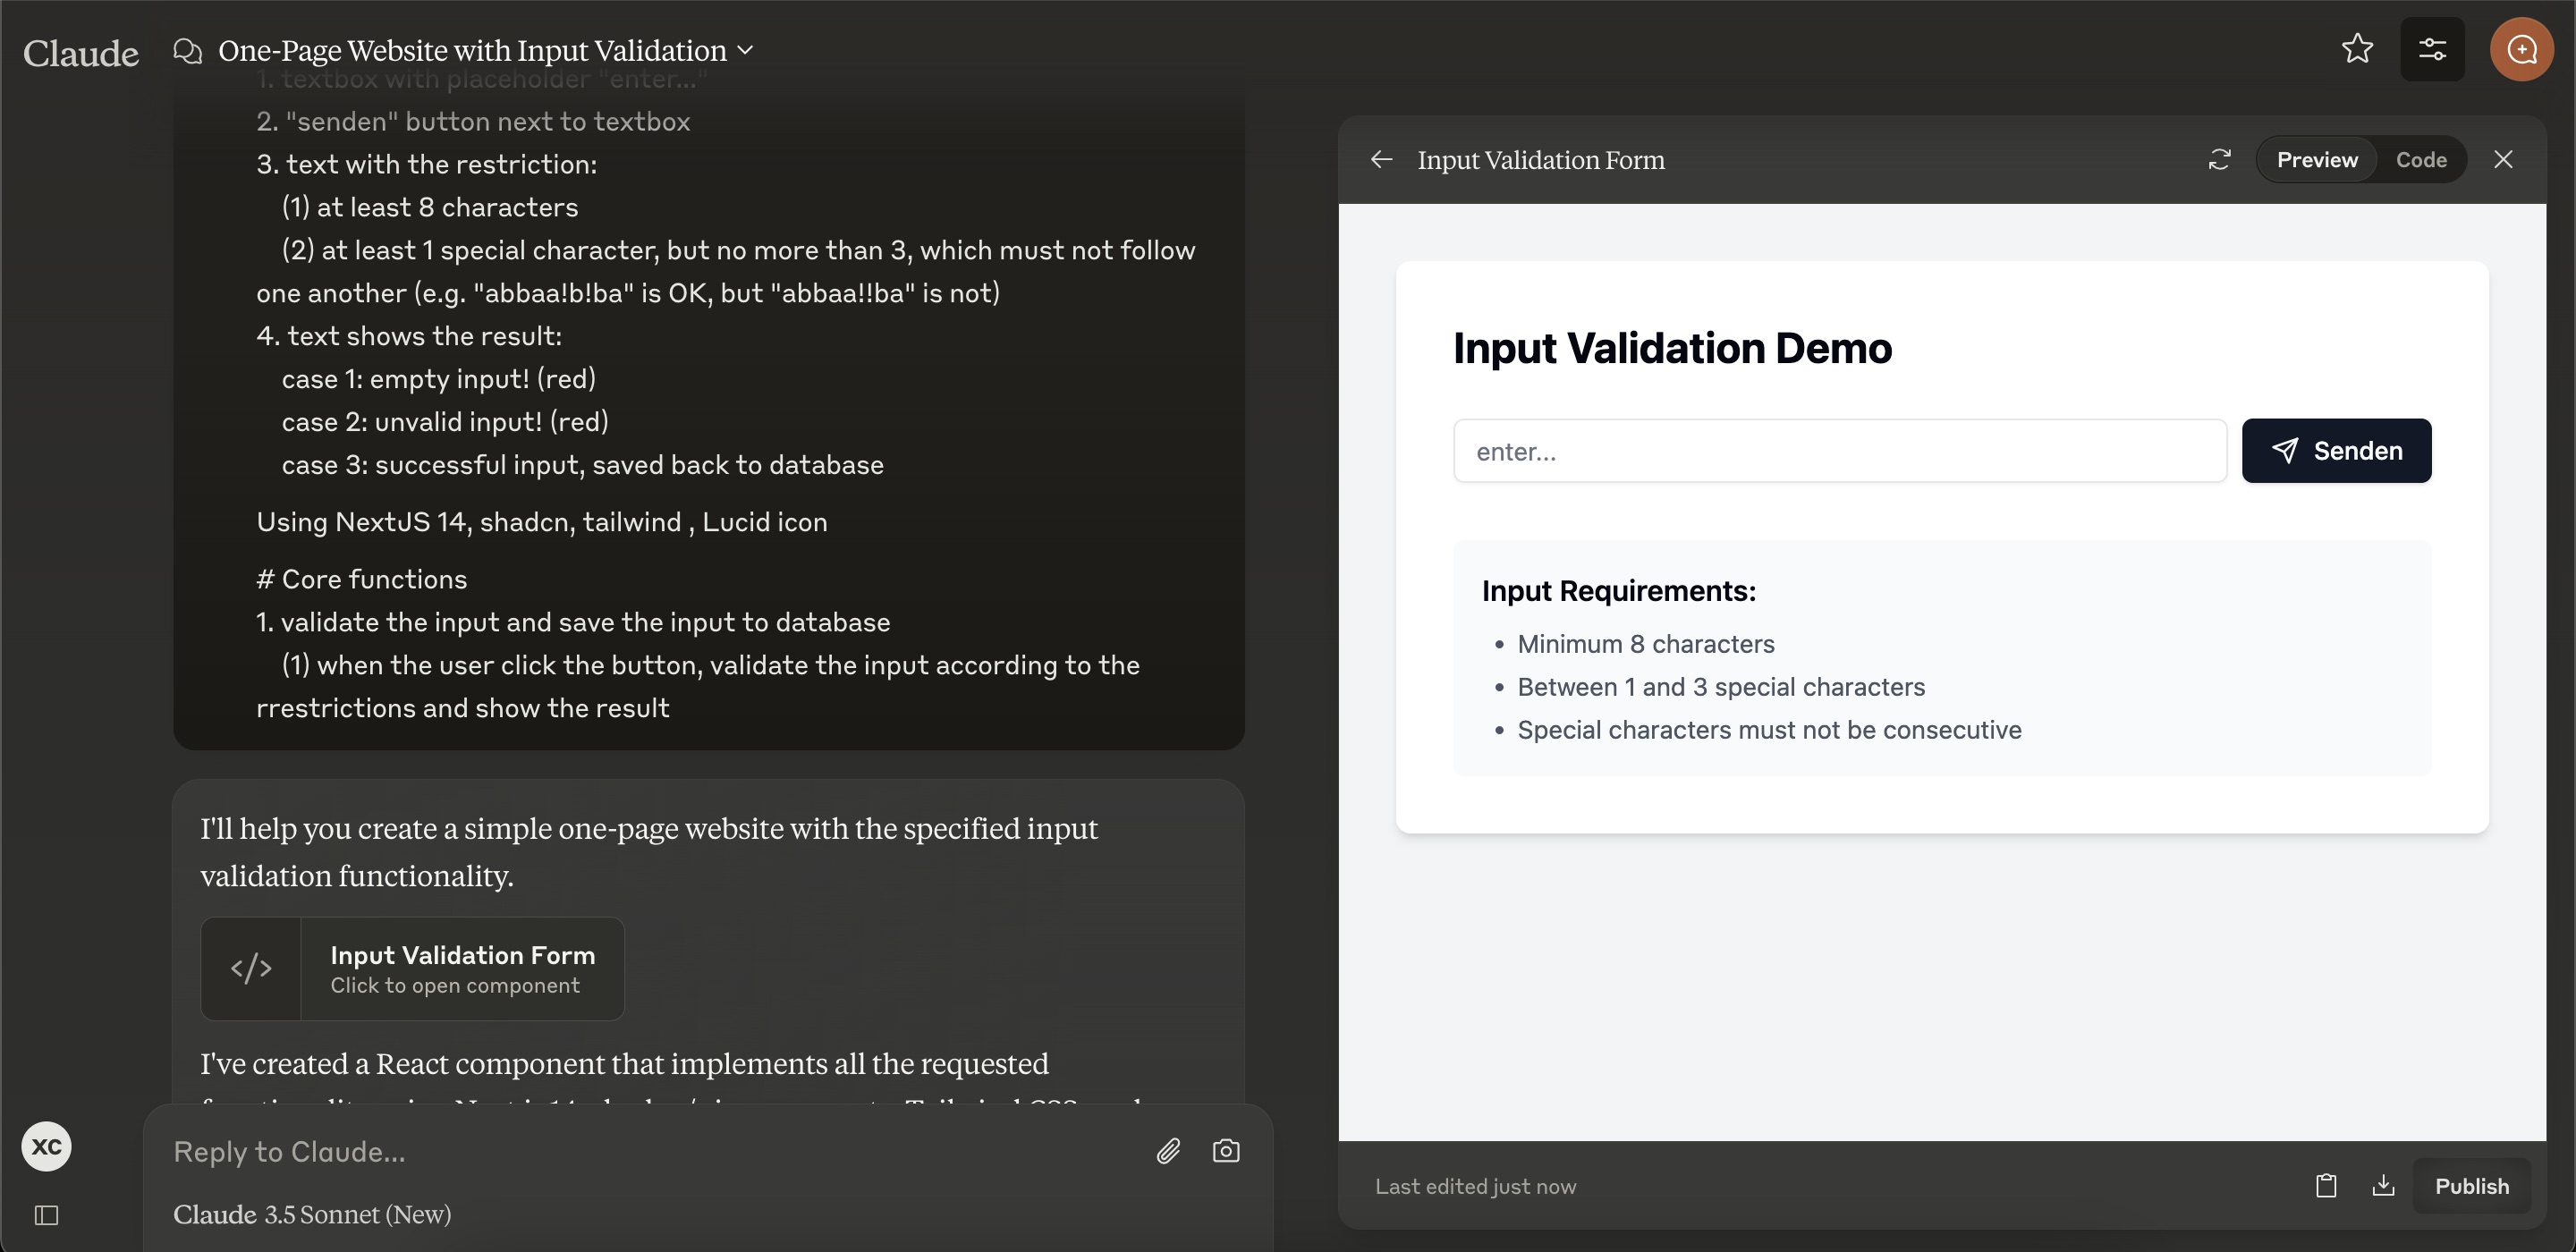 Claude
One-Page Website with Input Validation
1. textbox with placeholder "enter..."
2. "senden" button next to textbox
3. text with the restriction:
(1) at least 8 characters
(2) at least 1 special character, but no more than 3, which must not follow
one another (e.g. "abbaa!b!ba" is OK, but "abbaa!!ba" is not)
4. text shows the result:
case 1: empty input! (red)
case 2: unvalid input! (red)
case 3: successful input, saved back to database
Using NextJS 14, shadcn, tailwind , Lucid icon
# Core functions
1. validate the input and save the input to database
(1) when the user click the button, validate the input according to the
rrestrictions and show the result
I'll help you create a simple one-page website with the specified input
validation functionality.
</>
Input Validation Form
Click to open component
I've created a React component that implements all the requested
XC
Reply to Claude...
Claude 3.5 Sonnet (New)
Input Validation Form
Preview
Code
Input Validation Demo
enter...
Senden
Input Requirements:
• Minimum 8 characters
• Between 1 and 3 special characters
• Special characters must not be consecutive
Last edited just now
Publish